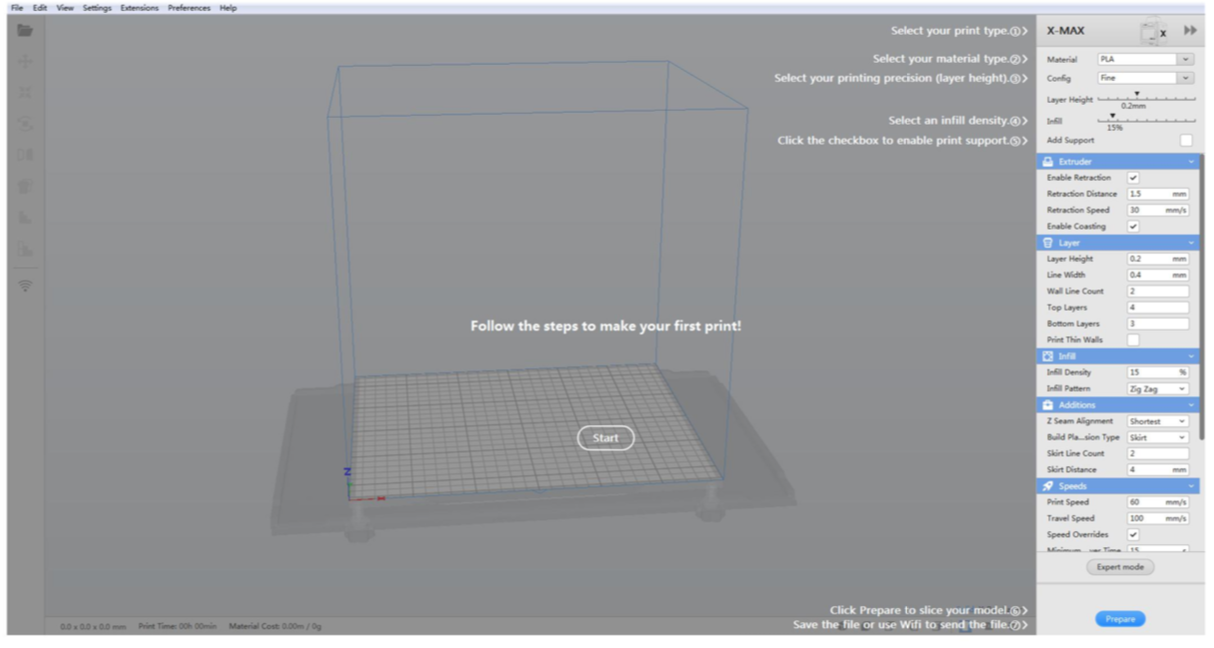 File Edit View Settings Extensions Preferences Help
Select your print type.①>
Select your material type.②>
Select your printing precision (layer height).③>
Select an infill density.④>
Click the checkbox to enable print support.⑤>
Follow the steps to make your first print!
Start
Z
Click Prepare to slice your model.⑥>
Save the file or use Wifi to send the file.⑦>
0.0 x 0.0 x 0.0 mm Print Time: 00h 00min Material Cost: 0.00m / 0g
X-MAX X
Material PLA
Config Fine
Layer Height
0.2mm
Infill
15%
Add Support
Extruder
Enable Retraction
Retraction Distance 1.5 mm
Retraction Speed 30 mm/s
Enable Coasting
Layer
Layer Height 0.2 mm
Line Width 0.4 mm
Wall Line Count 2
Top Layers 4
Bottom Layers 3
Print Thin Walls
Infill
Infill Density 15 %
Infill Pattern Zig Zag
Additions
Z Seam Alignment Shortest
Build Pla...sion Type Skirt
Skirt Line Count 2
Skirt Distance 4 mm
Speeds
Print Speed 60 mm/s
Travel Speed 100 mm/s
Speed Overrides
Minimum ...yer Time 15 s
Expert mode
Prepare